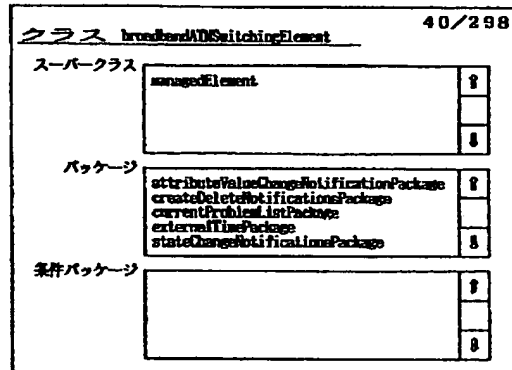 40/298
クラス broadbandATMSwitchingElement
スーパークラス
managedElement
パッケージ
attributeValueChangeNotificationPackage
createDeleteNotificationsPackage
currentProblemListPackage
externalTimePackage
stateChangeNotificationsPackage
条件パッケージ